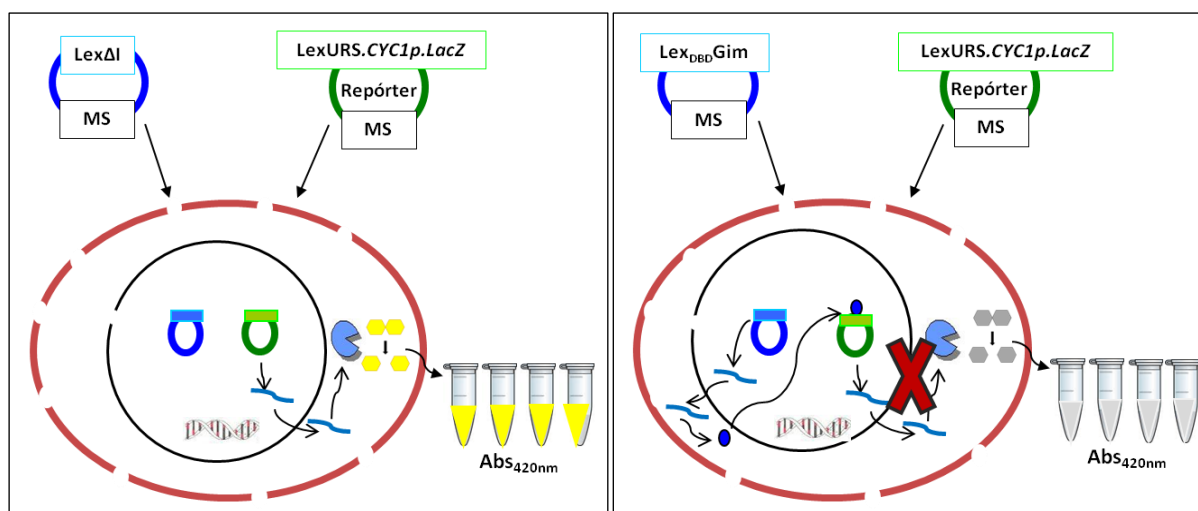 LexΔI
MS
LexURS.CYC1p.LacZ
Repórter
MS
Abs420nm
LexDBDGim
MS
LexURS.CYC1p.LacZ
Repórter
MS
Abs420nm